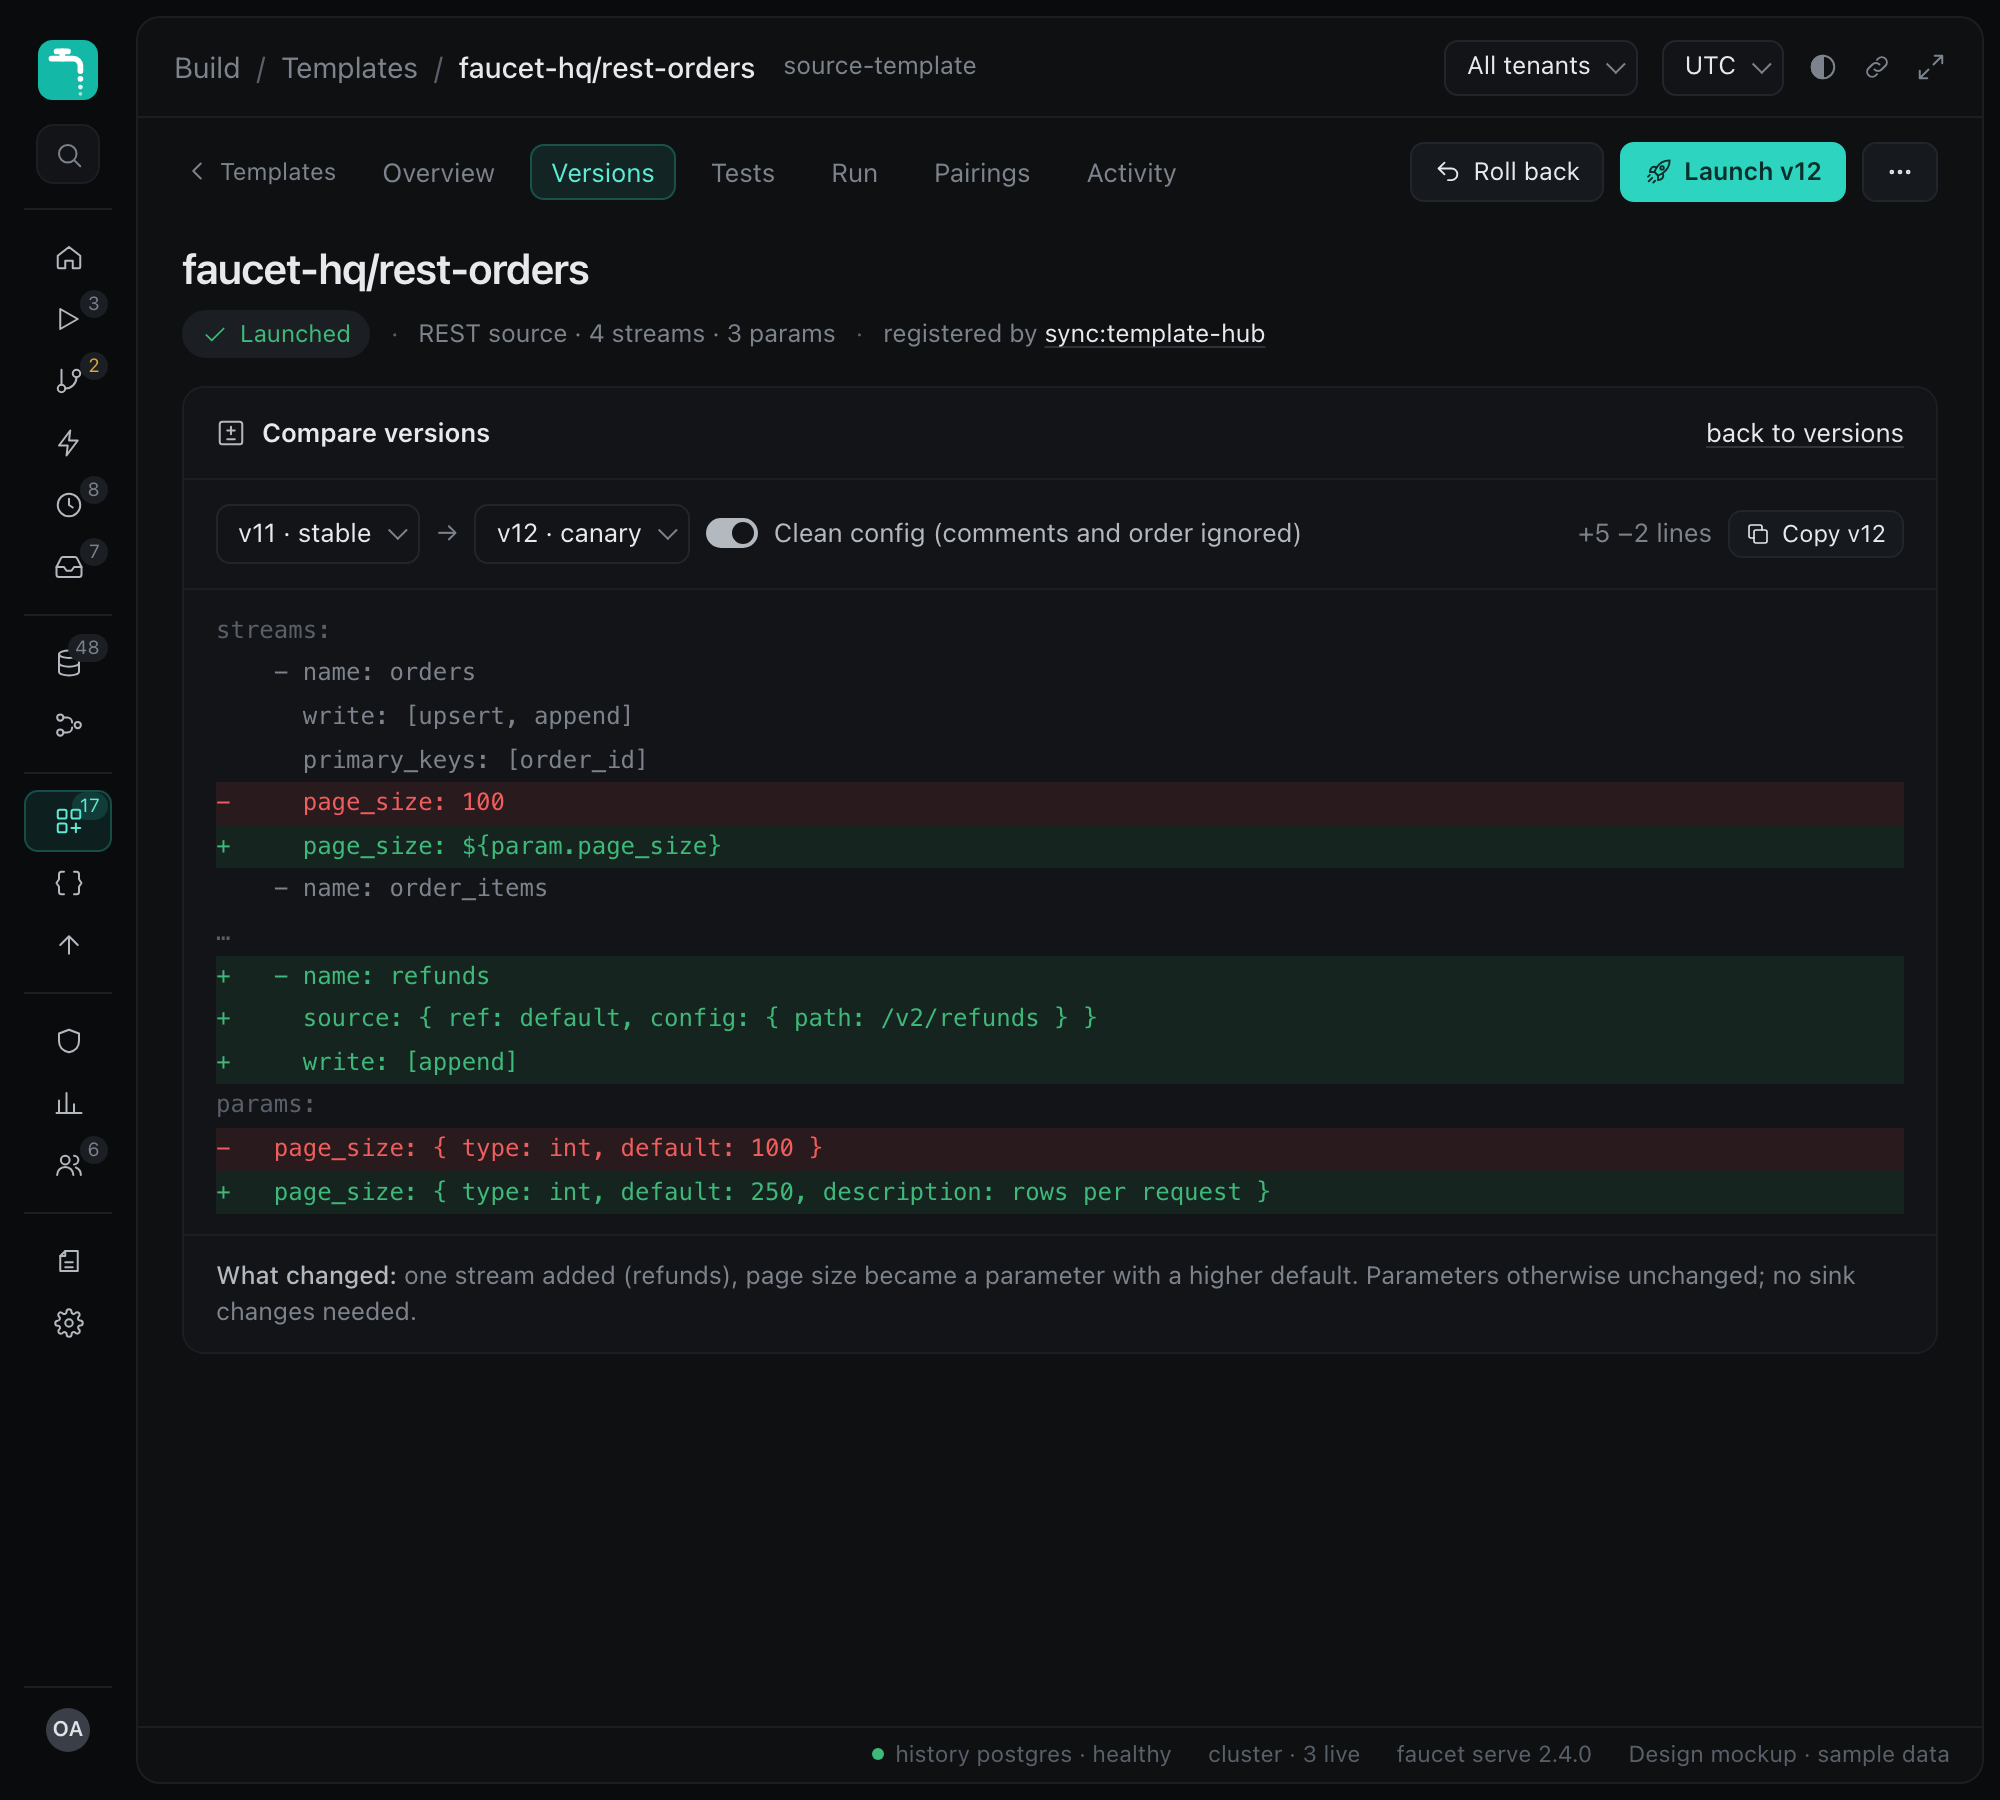 Build / Templates / faucet-hq/rest-orders source-template
All tenants
UTC
Templates
Overview
Versions
Tests
Run
Pairings
Activity
Roll back
Launch v12
faucet-hq/rest-orders
Launched · REST source · 4 streams · 3 params · registered by sync:template-hub
3
2
8
7
48
17
6
Compare versions
back to versions
v11 · stable → v12 · canary Clean config (comments and order ignored)
+5 −2 lines
Copy v12
streams:
− name: orders
write: [upsert, append]
primary_keys: [order_id]
− page_size: 100
+ page_size: ${param.page_size}
− name: order_items
…
+ − name: refunds
+ source: { ref: default, config: { path: /v2/refunds } }
+ write: [append]
params:
− page_size: { type: int, default: 100 }
+ page_size: { type: int, default: 250, description: rows per request }
What changed: one stream added (refunds), page size became a parameter with a higher default. Parameters otherwise unchanged; no sink
changes needed.
OA
history postgres · healthy
cluster · 3 live
faucet serve 2.4.0
Design mockup · sample data